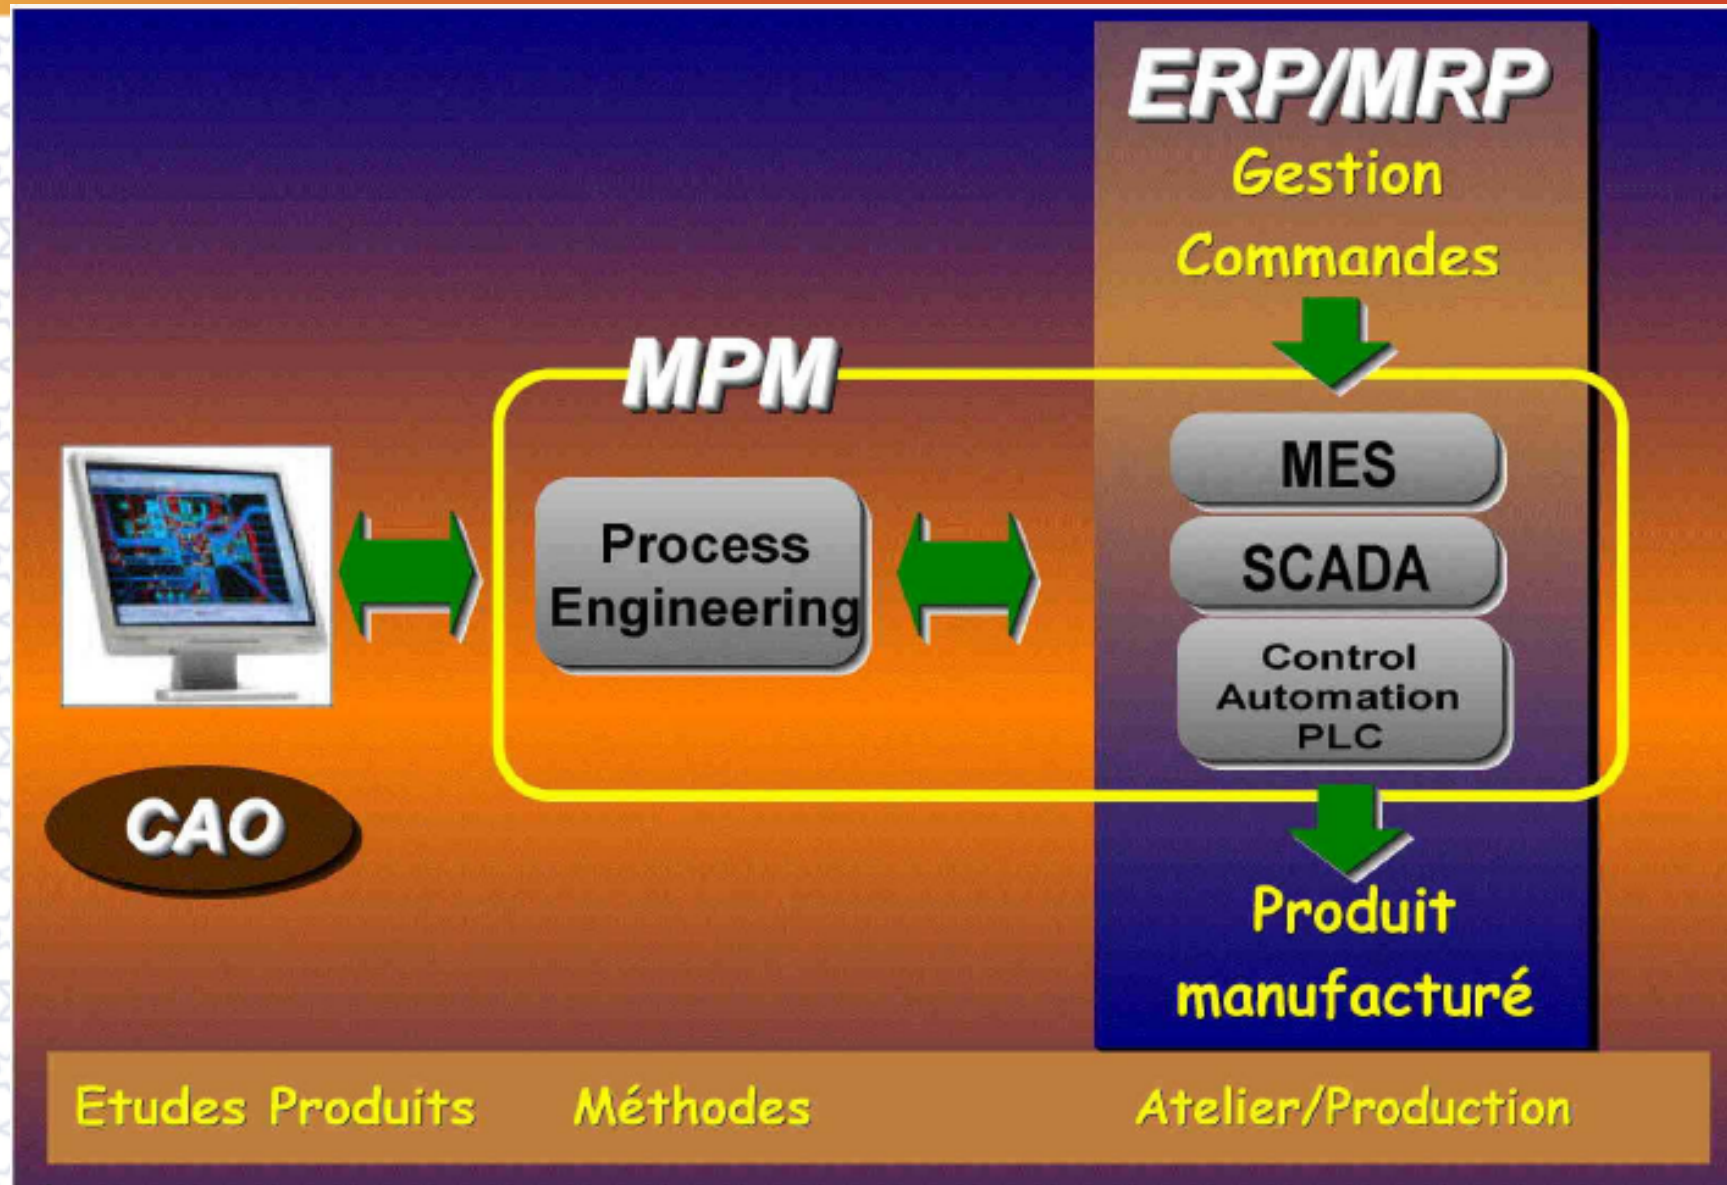 ERP/MRP
Gestion
Commandes
MPM
MES
Process
Engineering
SCADA
Control
Automation
PLC
CAO
Produit
manufacturé
Etudes Produits
Méthodes
Atelier/Production